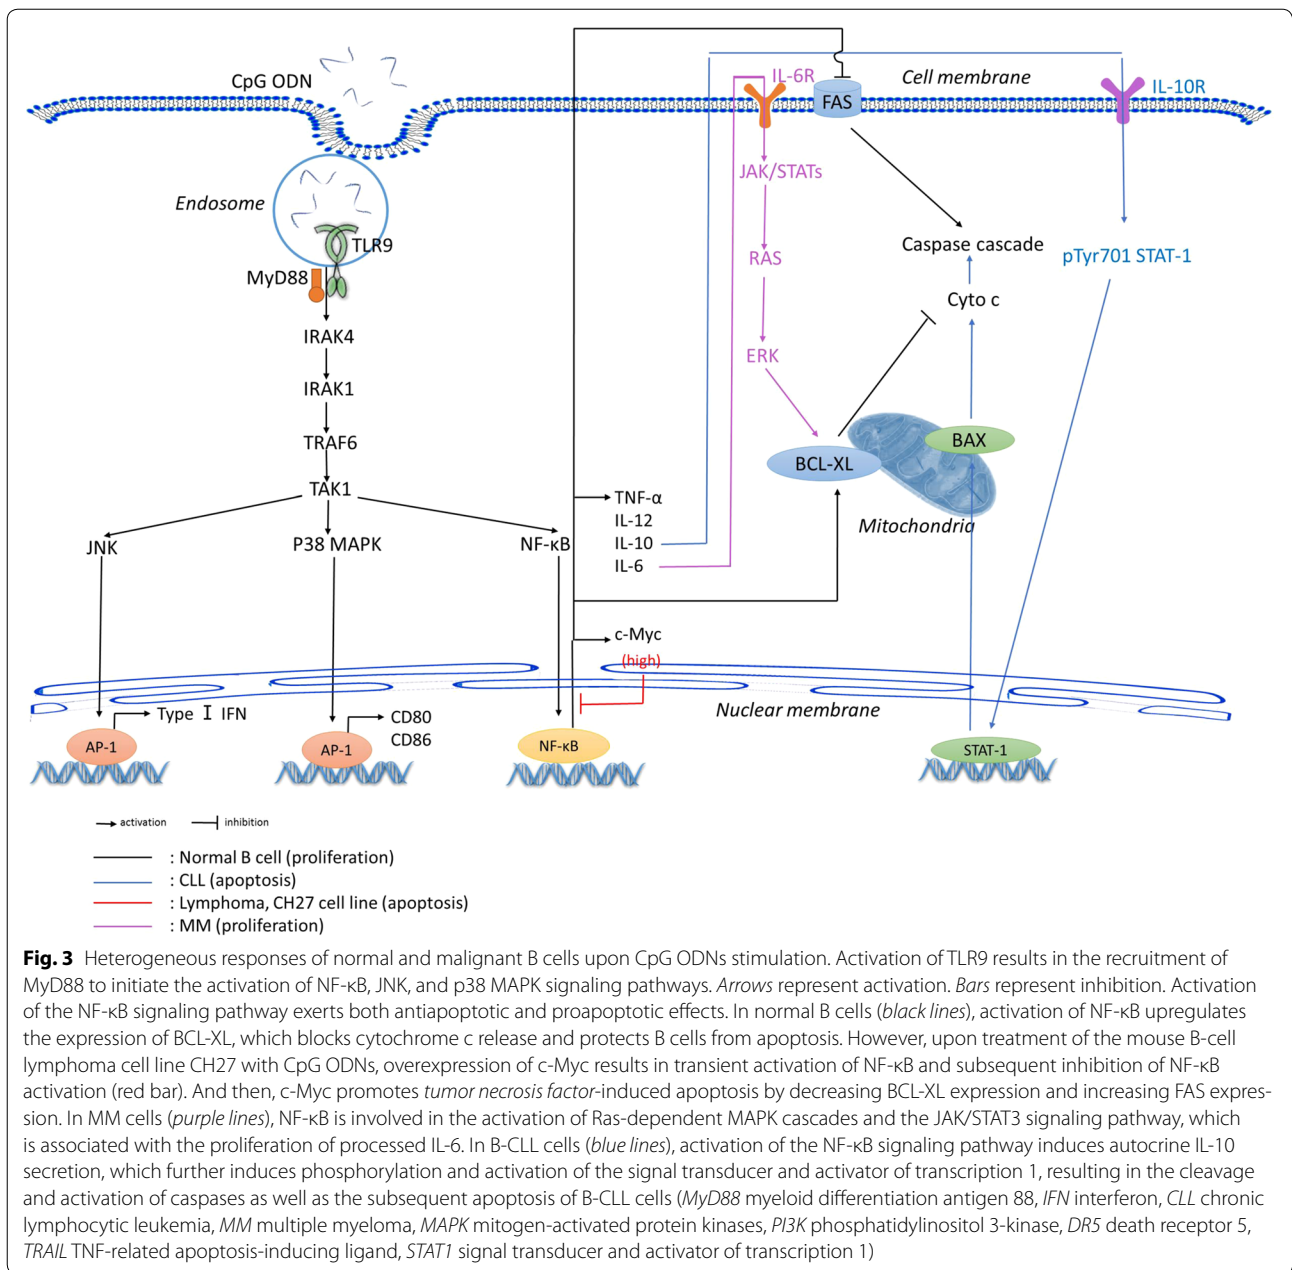 CpG ODN
IL-6R
Cell membrane
IL-10R
FAS
JAK/STATs
Endosome
TLR9
Caspase cascade
RAS
pTyr701 STAT-1
MyD88
Cyto c
IRAK4
ERK
IRAK1
TRAF6
BAX
BCL-XL
TAK1
TNF-α
IL-12
Mitochondria
JNK
P38 MAPK
NF-κB
IL-10
IL-6
c-Myc
(high)
Type I IFN
CD80
CD86
Nuclear membrane
AP-1
AP-1
NF-κB
STAT-1
activation
inhibition
: Normal B cell (proliferation)
: CLL (apoptosis)
: Lymphoma, CH27 cell line (apoptosis)
: MM (proliferation)
Fig. 3 Heterogeneous responses of normal and malignant B cells upon CpG ODNs stimulation. Activation of TLR9 results in the recruitment of
MyD88 to initiate the activation of NF-κB, JNK, and p38 MAPK signaling pathways. Arrows represent activation. Bars represent inhibition. Activation
of the NF-κB signaling pathway exerts both antiapoptotic and proapoptotic effects. In normal B cells (black lines), activation of NF-κB upregulates
the expression of BCL-XL, which blocks cytochrome c release and protects B cells from apoptosis. However, upon treatment of the mouse B-cell
lymphoma cell line CH27 with CpG ODNs, overexpression of c-Myc results in transient activation of NF-κB and subsequent inhibition of NF-κB
activation (red bar). And then, c-Myc promotes tumor necrosis factor-induced apoptosis by decreasing BCL-XL expression and increasing FAS expres-
sion. In MM cells (purple lines), NF-κB is involved in the activation of Ras-dependent MAPK cascades and the JAK/STAT3 signaling pathway, which
is associated with the proliferation of processed IL-6. In B-CLL cells (blue lines), activation of the NF-κB signaling pathway induces autocrine IL-10
secretion, which further induces phosphorylation and activation of the signal transducer and activator of transcription 1, resulting in the cleavage
and activation of caspases as well as the subsequent apoptosis of B-CLL cells (MyD88 myeloid differentiation antigen 88, IFN interferon, CLL chronic
lymphocytic leukemia, MM multiple myeloma, MAPK mitogen-activated protein kinases, PI3K phosphatidylinositol 3-kinase, DR5 death receptor 5,
TRAIL TNF-related apoptosis-inducing ligand, STAT1 signal transducer and activator of transcription 1)